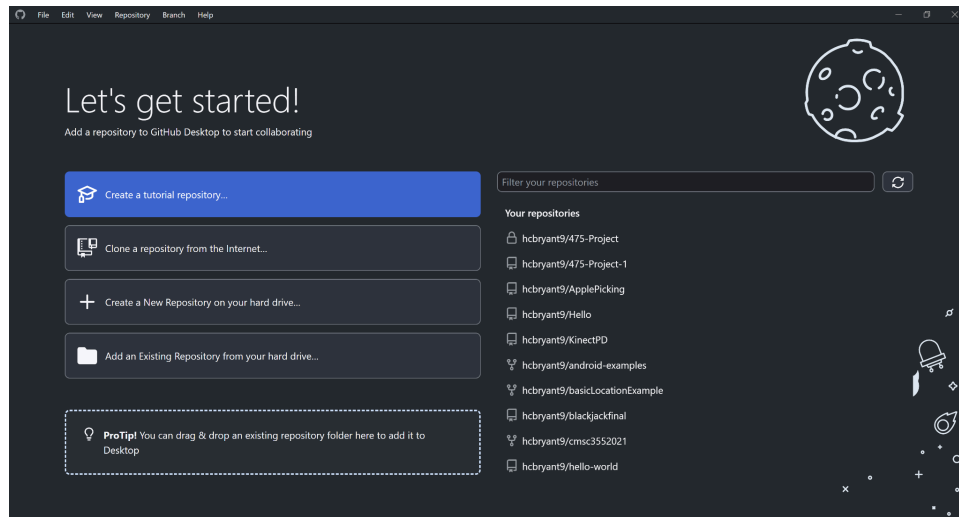 File Edit View Repository Branch Help
Let's get started!
Add a repository to GitHub Desktop to start collaborating
Create a tutorial repository...
Clone a repository from the Internet...
Create a New Repository on your hard drive...
Add an Existing Repository from your hard drive...
ProTip! You can drag & drop an existing repository folder here to add it to
Desktop
Filter your repositories
Your repositories
hcbryant9/475-Project
hcbryant9/475-Project-1
hcbryant9/ApplePicking
hcbryant9/Hello
hcbryant9/KinectPD
hcbryant9/android-examples
hcbryant9/basicLocationExample
hcbryant9/blackjackfinal
hcbryant9/cmsc3552021
hcbryant9/hello-world